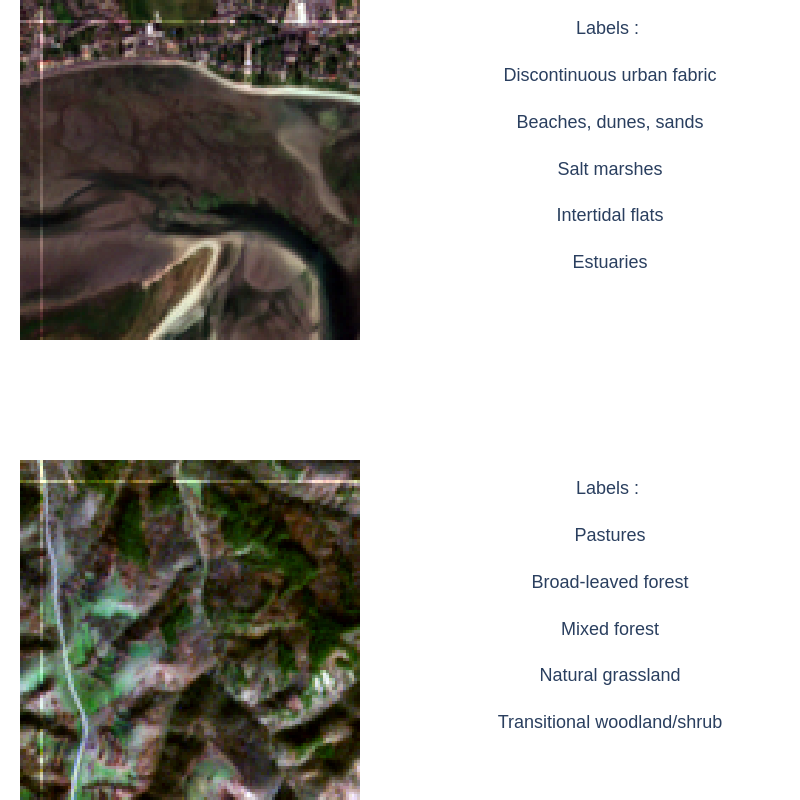 Labels :
Discontinuous urban fabric
Beaches, dunes, sands
Salt marshes
Intertidal flats
Estuaries
Labels :
Pastures
Broad-leaved forest
Mixed forest
Natural grassland
Transitional woodland/shrub